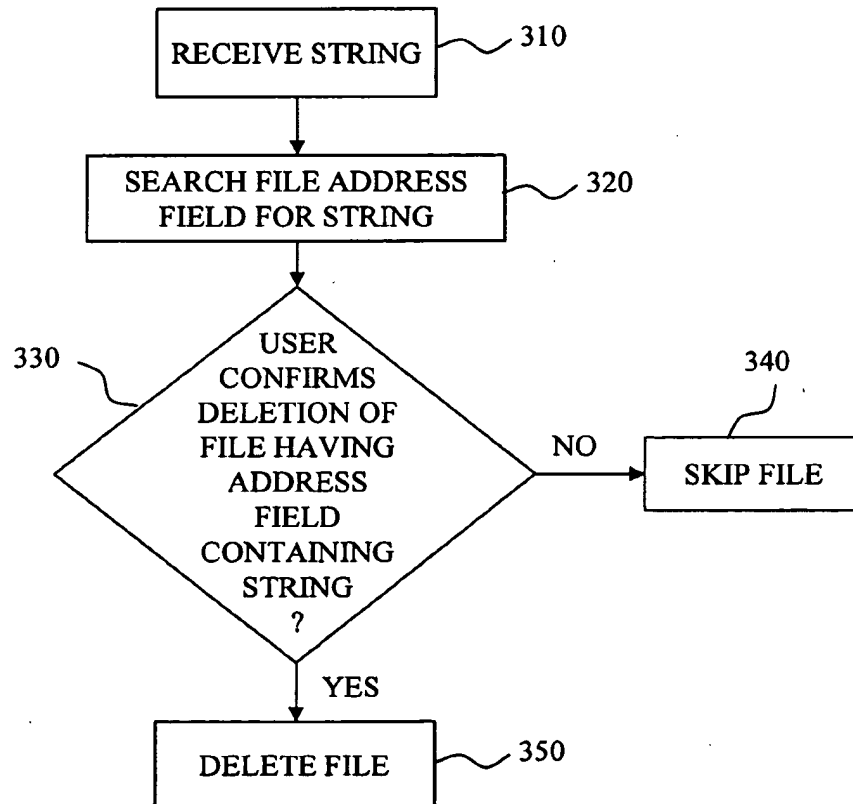 RECEIVE STRING
310
SEARCH FILE ADDRESS
FIELD FOR STRING
320
330
USER
CONFIRMS
DELETION OF
FILE HAVING
ADDRESS
FIELD
CONTAINING
STRING
?
NO
340
SKIP FILE
YES
DELETE FILE
350